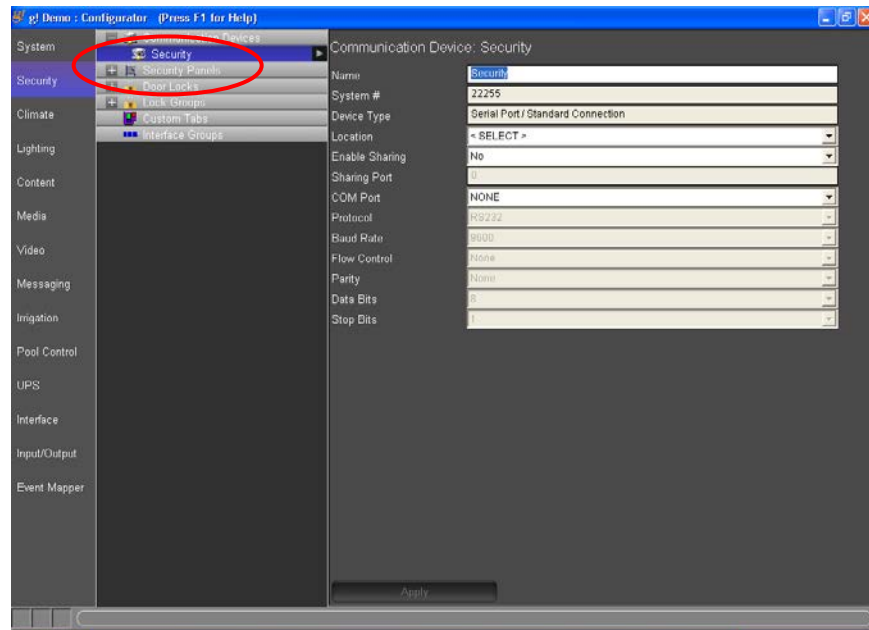 g! Demo : Configurator (Press F1 for Help)
System
Security
Climate
Lighting
Content
Media
Video
Messaging
Irrigation
Pool Control
UPS
Interface
Input/Output
Event Mapper
Communication Devices
Security
Security Panels
Door Locks
Lock Groups
Custom Tabs
Interface Groups
Communication Device: Security
Name Security
System # 22255
Device Type Serial Port / Standard Connection
Location < SELECT >
Enable Sharing No
Sharing Port 0
COM Port NONE
Protocol RS232
Baud Rate 9600
Flow Control None
Parity None
Data Bits 8
Stop Bits 1
Apply